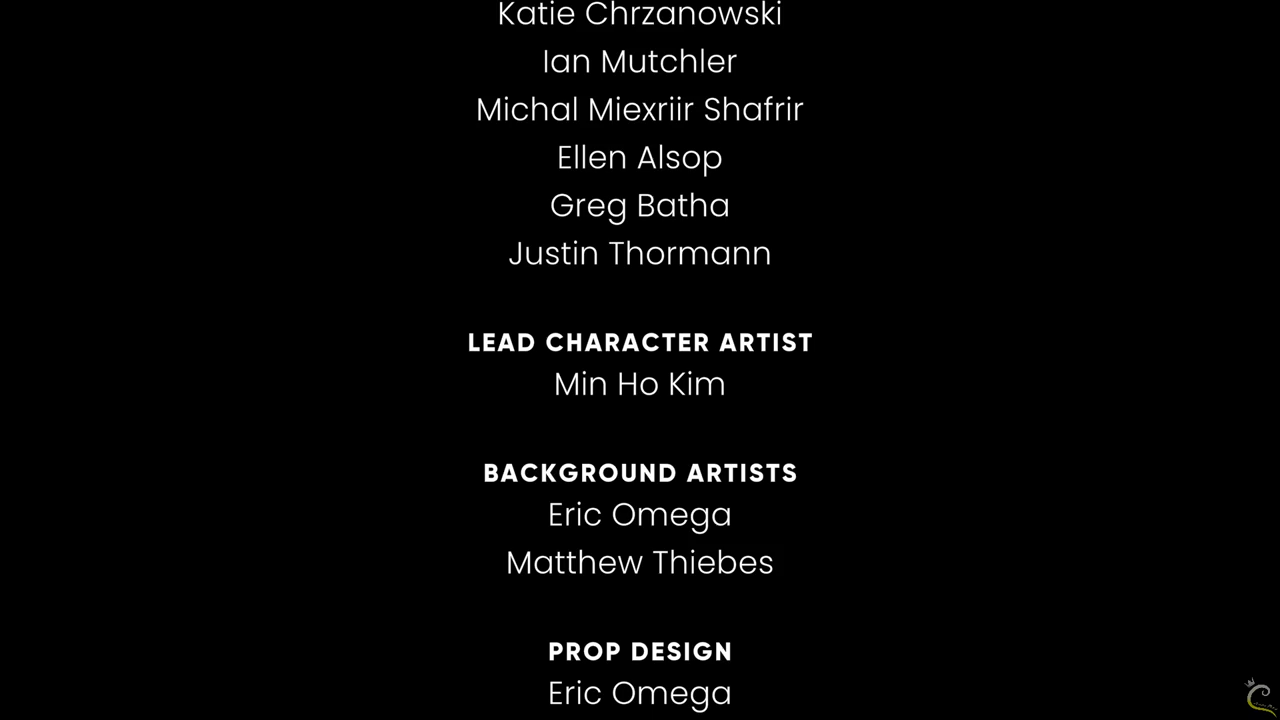 Katie Chrzanowski
Ian Mutchler
Michal Miexriir Shafrir
Ellen Alsop
Greg Batha
Justin Thormann
LEAD CHARACTER ARTIST
Min Ho Kim
BACKGROUND ARTISTS
Eric Omega
Matthew Thiebes
PROP DESIGN
Eric Omega